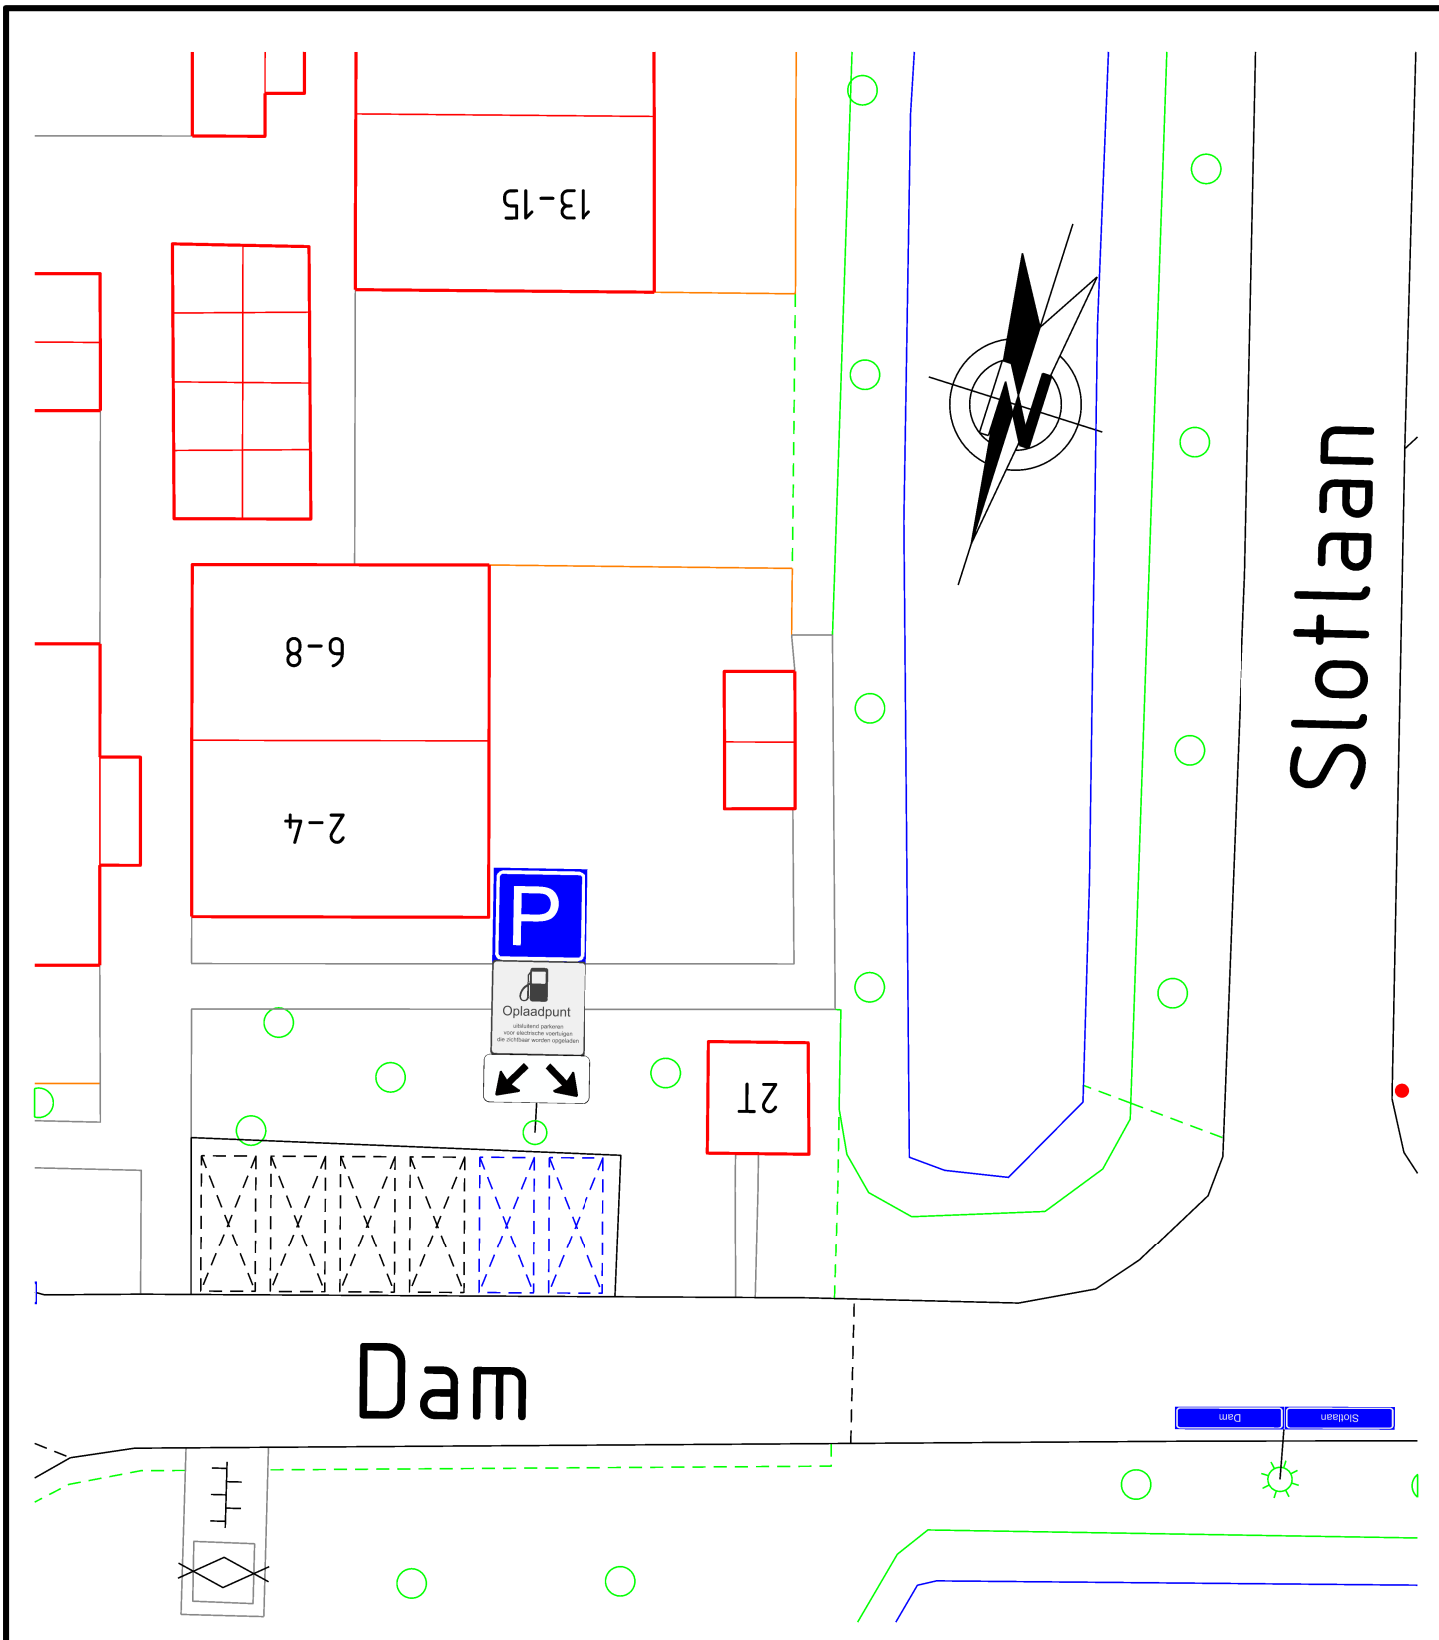 13-15
6-8
2-4
P
Oplaadpunt
uitsluitend parkeren
voor electrische voertuigen
die zichtbaar worden opgeladen
2T
N
Slotlaan
Dam
Dam
Slotlaan